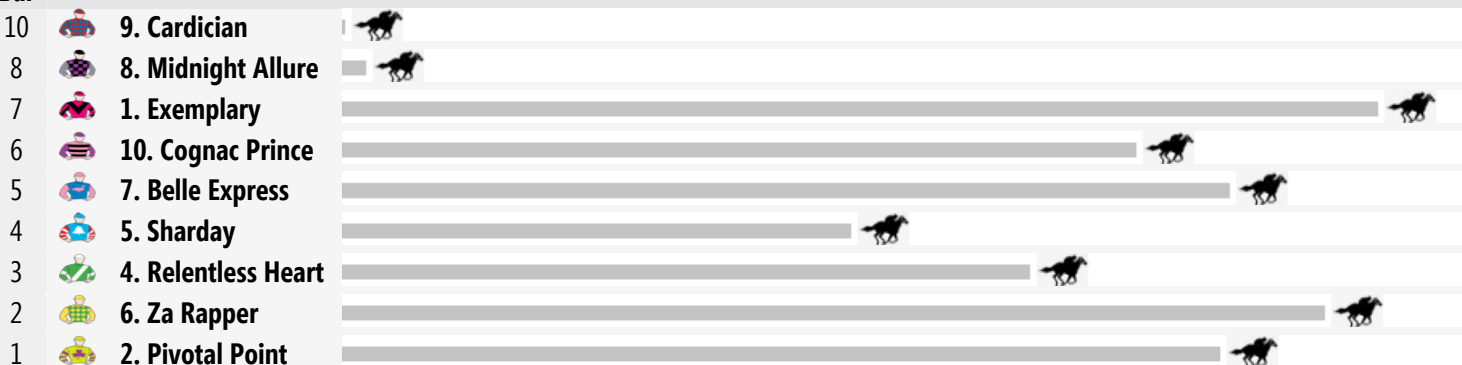 10 9. Cardician
8 8. Midnight Allure
7 1. Exemplary
6 10. Cognac Prince
5 7. Belle Express
4 5. Sharday
3 4. Relentless Heart
2 6. Za Rapper
1 2. Pivotal Point